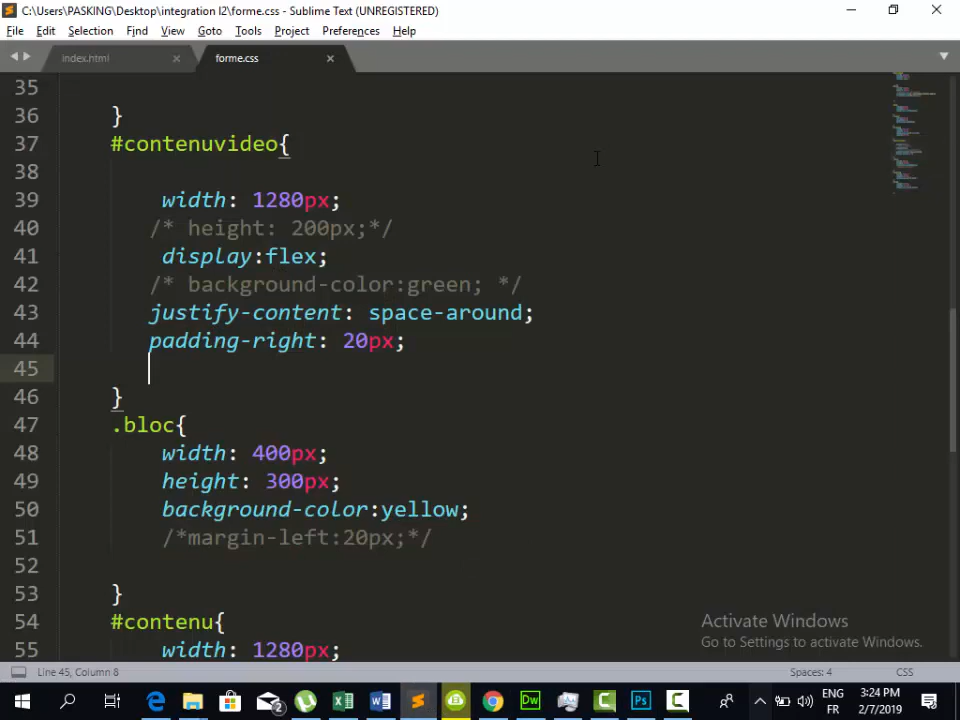 C:\Users\PASKING\Desktop\integration l2\forme.css - Sublime Text (UNREGISTERED)
File Edit Selection Find View Goto Tools Project Preferences Help
index.html forme.css
35
36 }
37 #contenuvideo{
38
39 width: 1280px;
40 /* height: 200px;*/
41 display:flex;
42 /* background-color:green; */
43 justify-content: space-around;
44 padding-right: 20px;
45
46 }
47 .bloc{
48 width: 400px;
49 height: 300px;
50 background-color:yellow;
51 /*margin-left:20px;*/
52
53 }
54 #contenu{
55 width: 1280px;
Activate Windows
Go to Settings to activate Windows.
Line 45, Column 8 Spaces: 4 CSS
ENG 3:24 PM
FR 2/7/2019